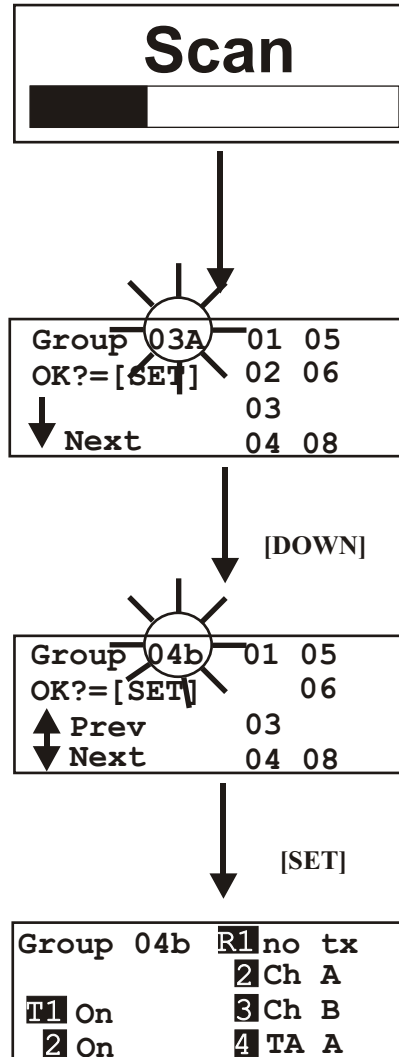 Scan
Group 03A 01 05
OK?=[SET] 02 06
03
Next 04 08
[DOWN]
Group 04b 01 05
OK?=[SET] 06
Prev 03
Next 04 08
[SET]
Group 04b R1 no tx
2 Ch A
T1 On 3 Ch B
2 On 4 TA A